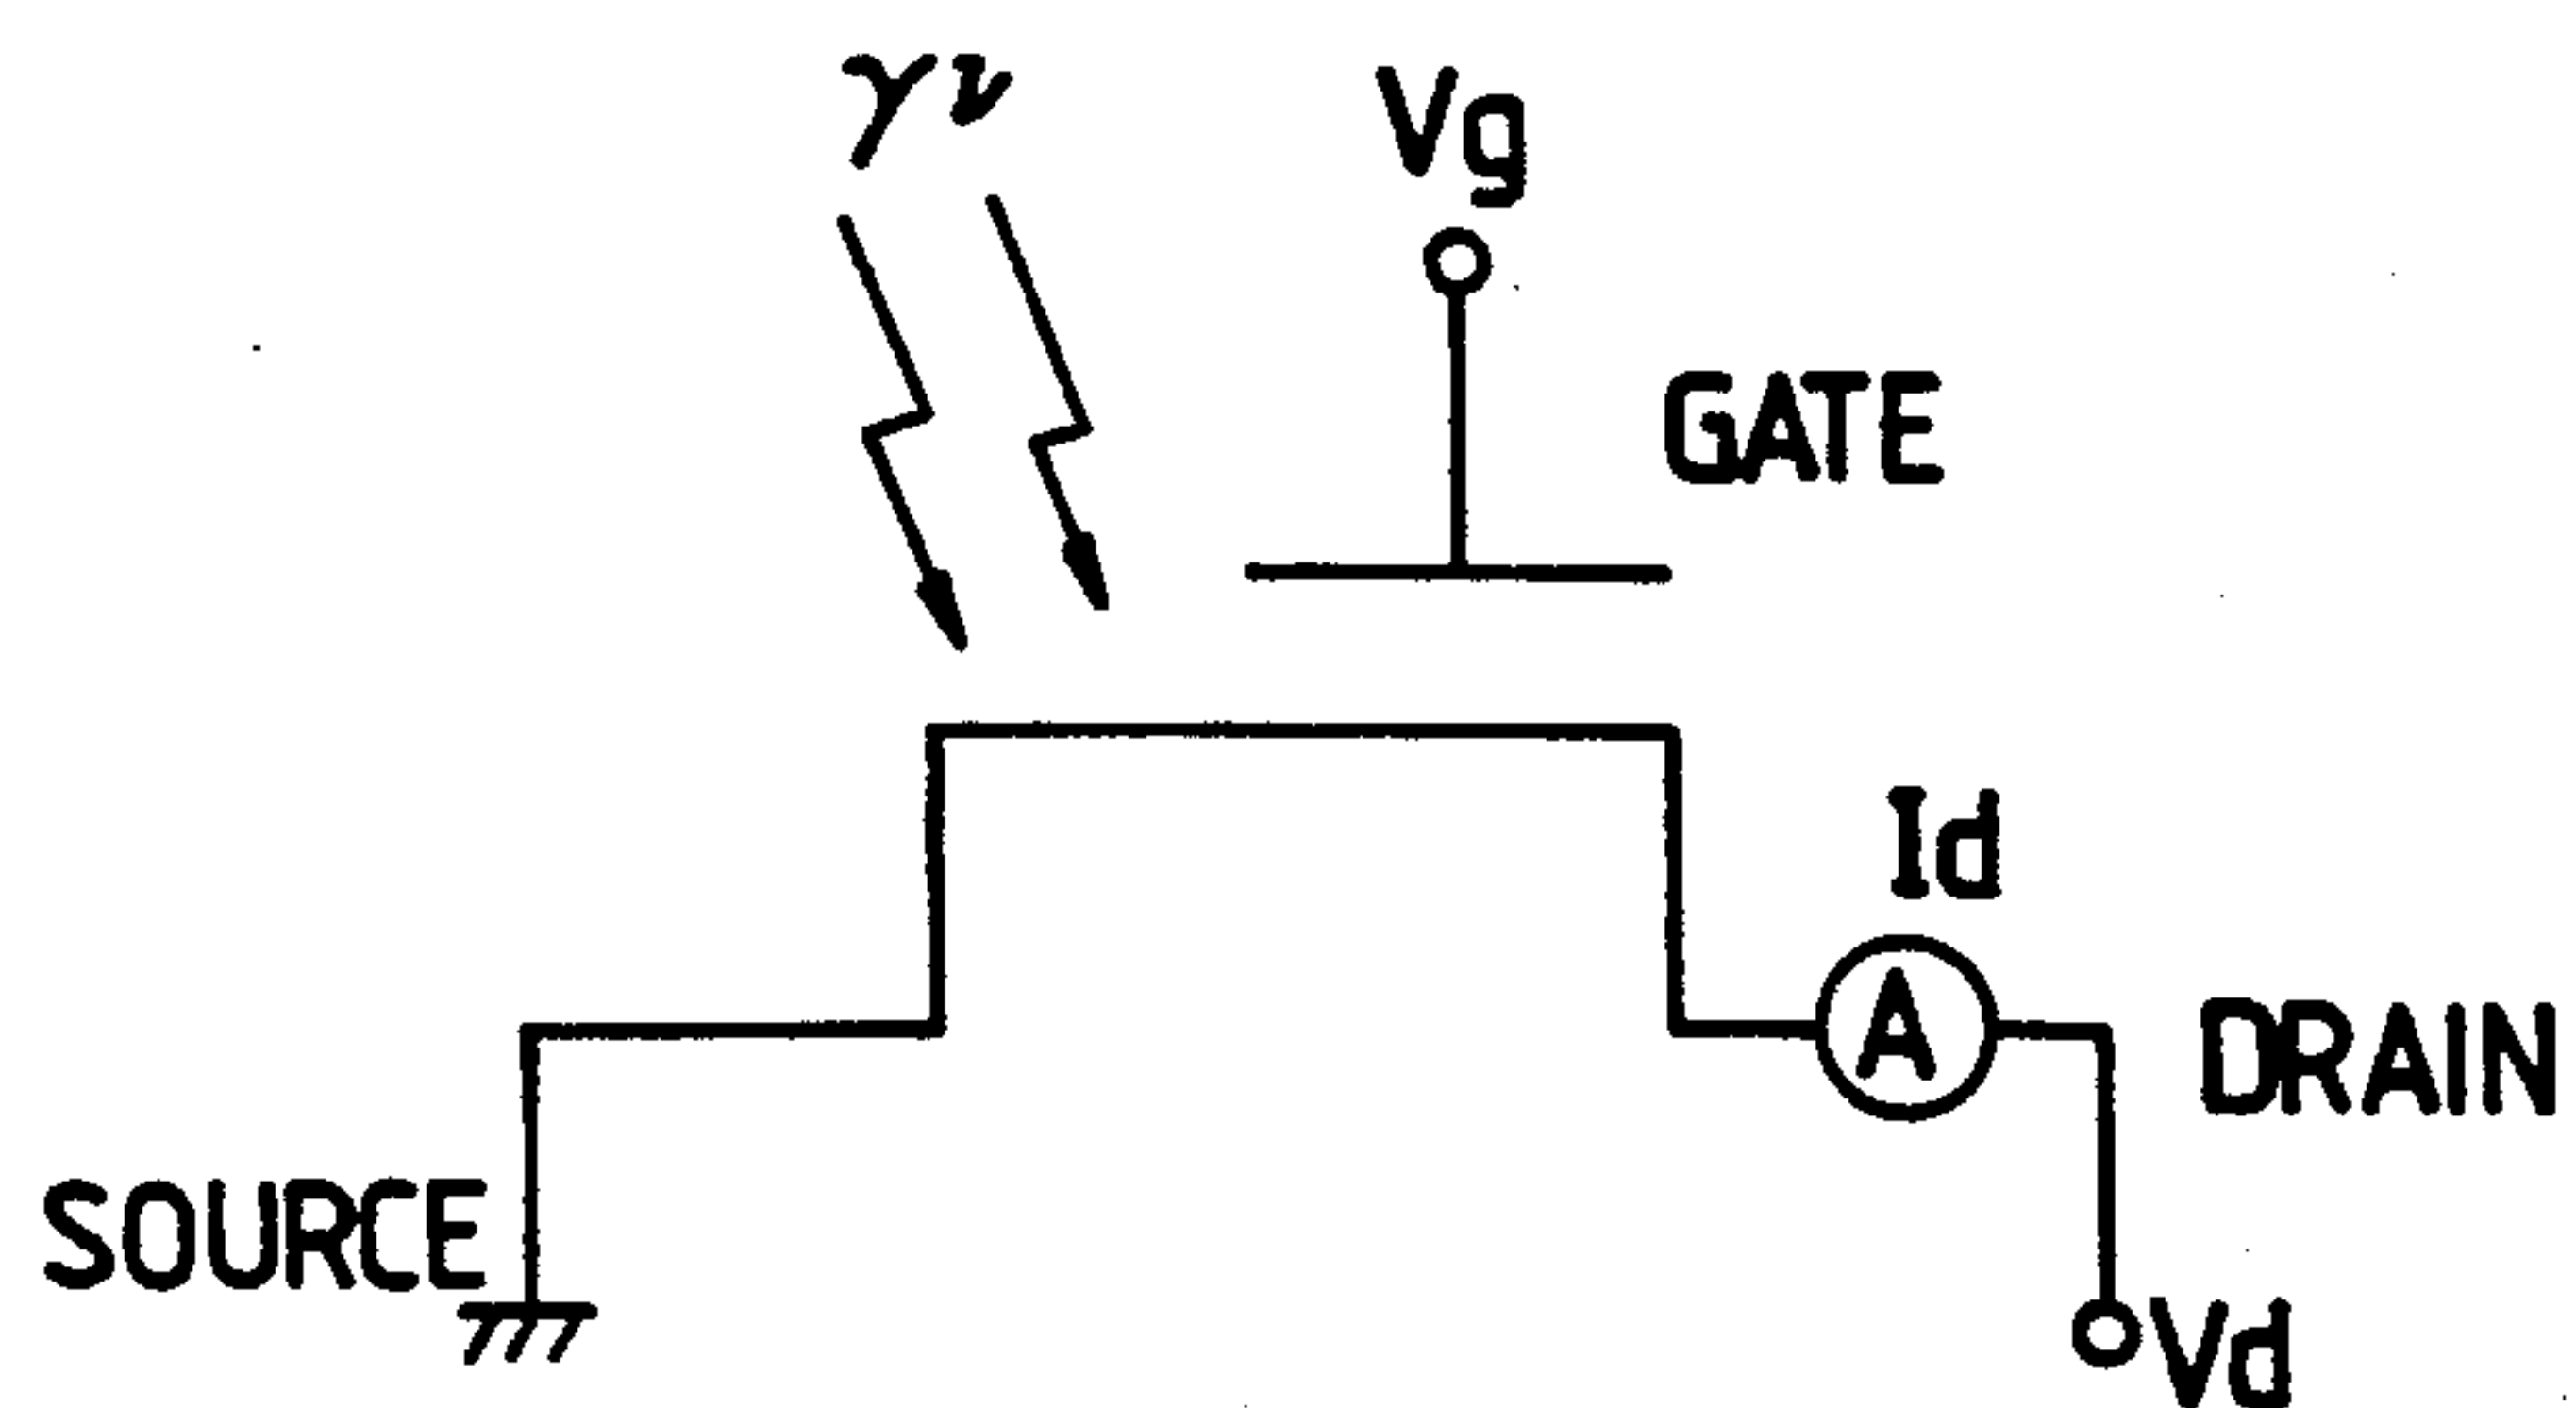 γν
Vg
GATE
Id
A
DRAIN
SOURCE
Vd